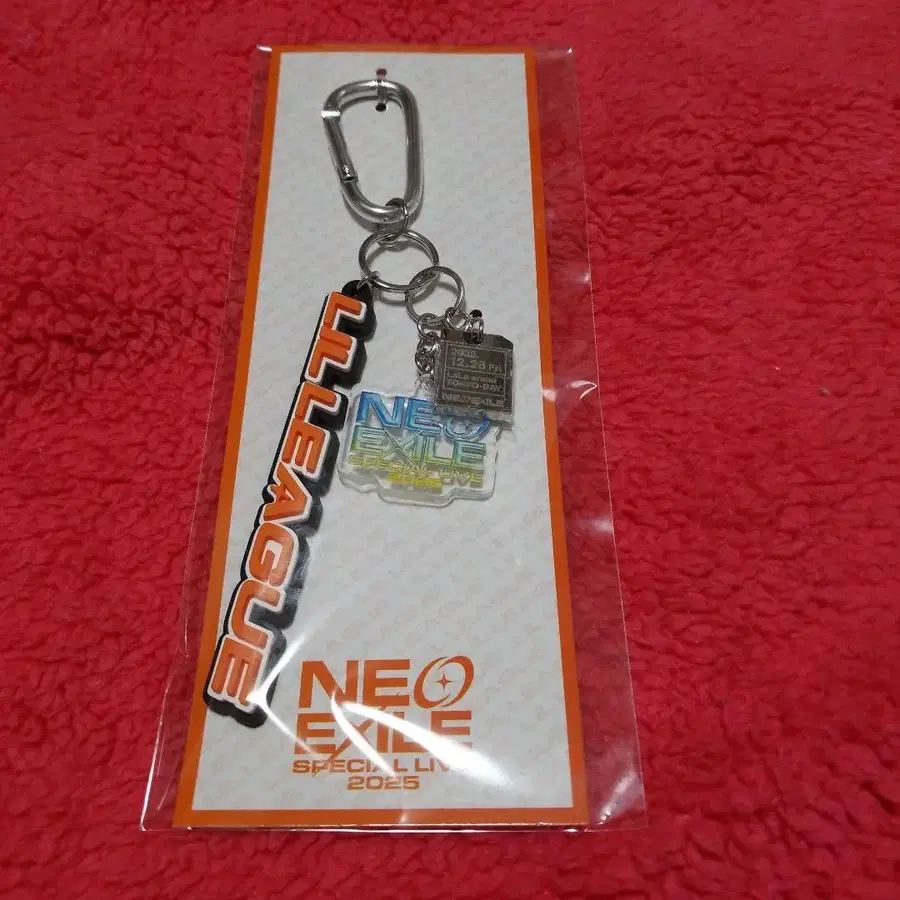 LIL LEAGUE
2025
12.26 Fri
LaLa arena
TOKYO-BAY
NEO EXILE
NEO
EXILE
SPECIAL LIVE
2025
NEO
EXILE
SPECIAL LIVE
2025